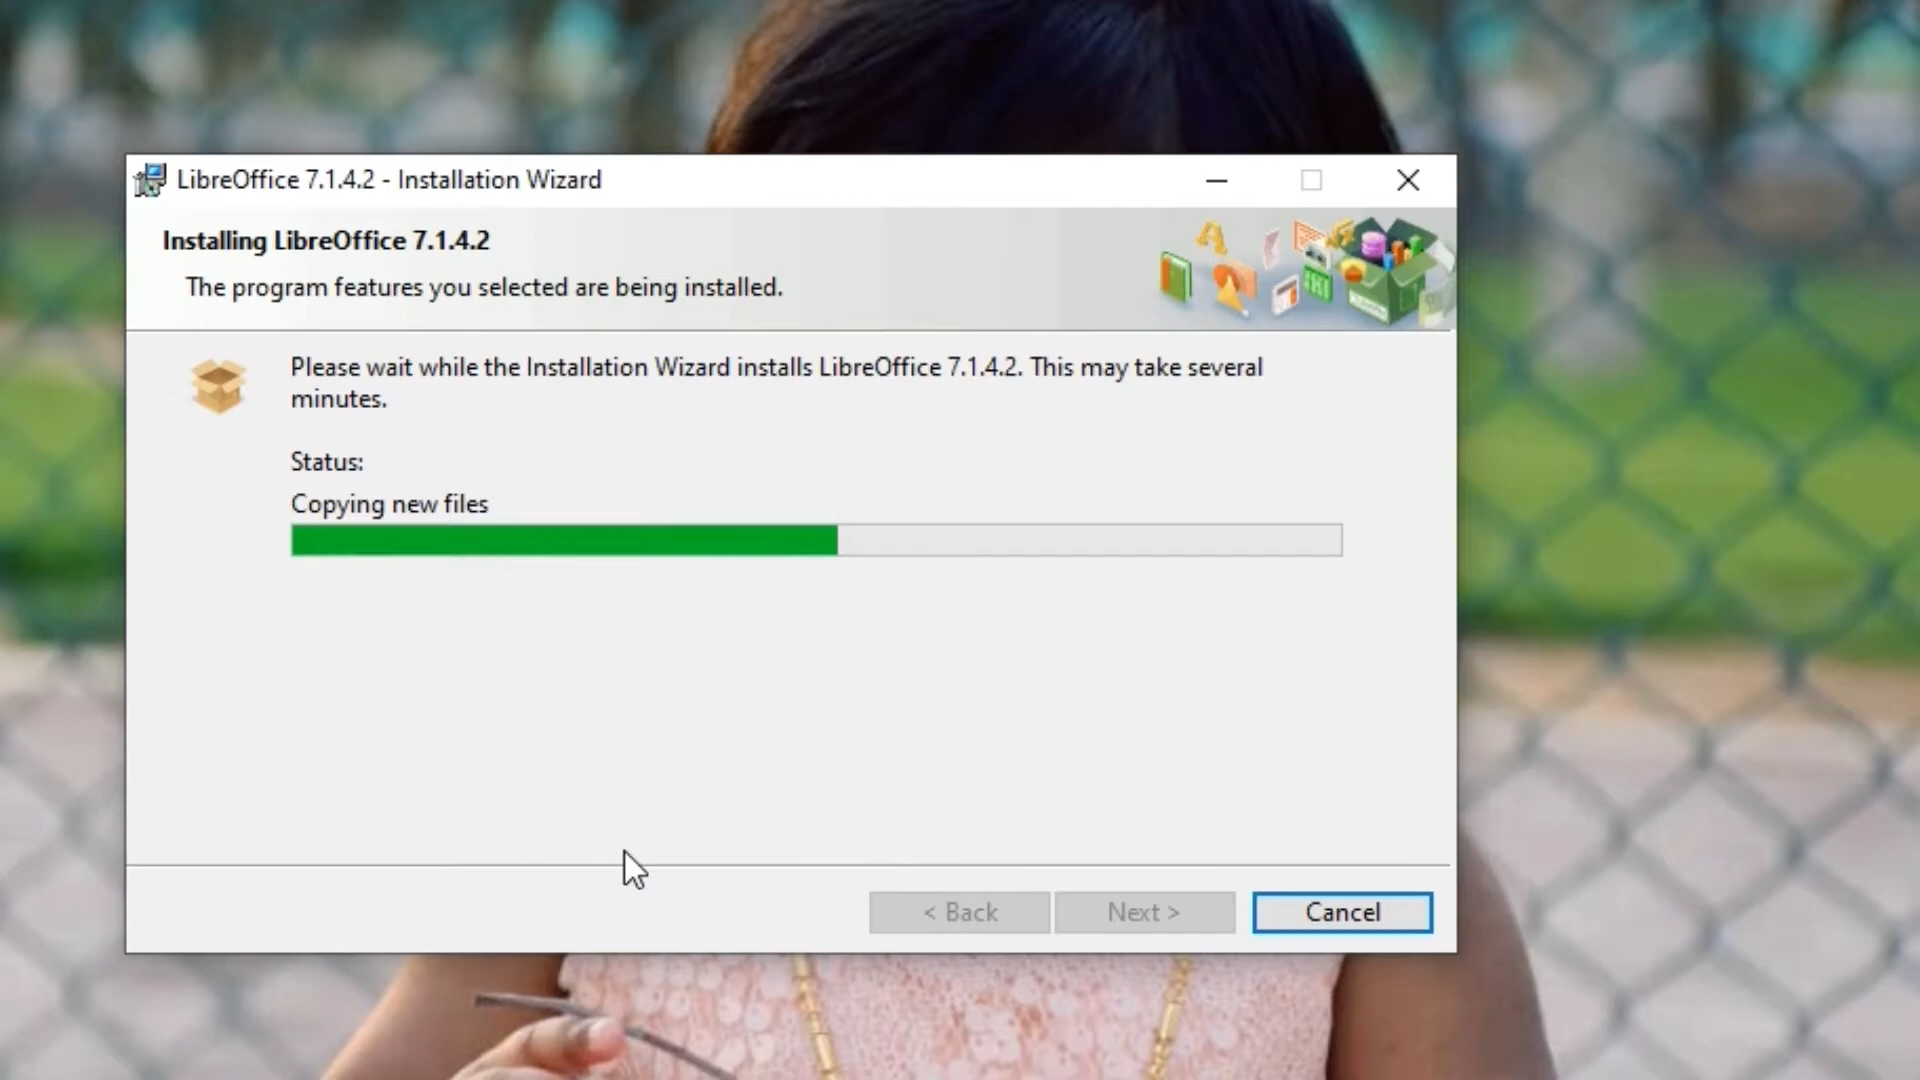 LibreOffice 7.1.4.2 - Installation Wizard
Installing LibreOffice 7.1.4.2
The program features you selected are being installed.
Please wait while the Installation Wizard installs LibreOffice 7.1.4.2. This may take several
minutes.
Status:
Copying new files
< Back
Next >
Cancel